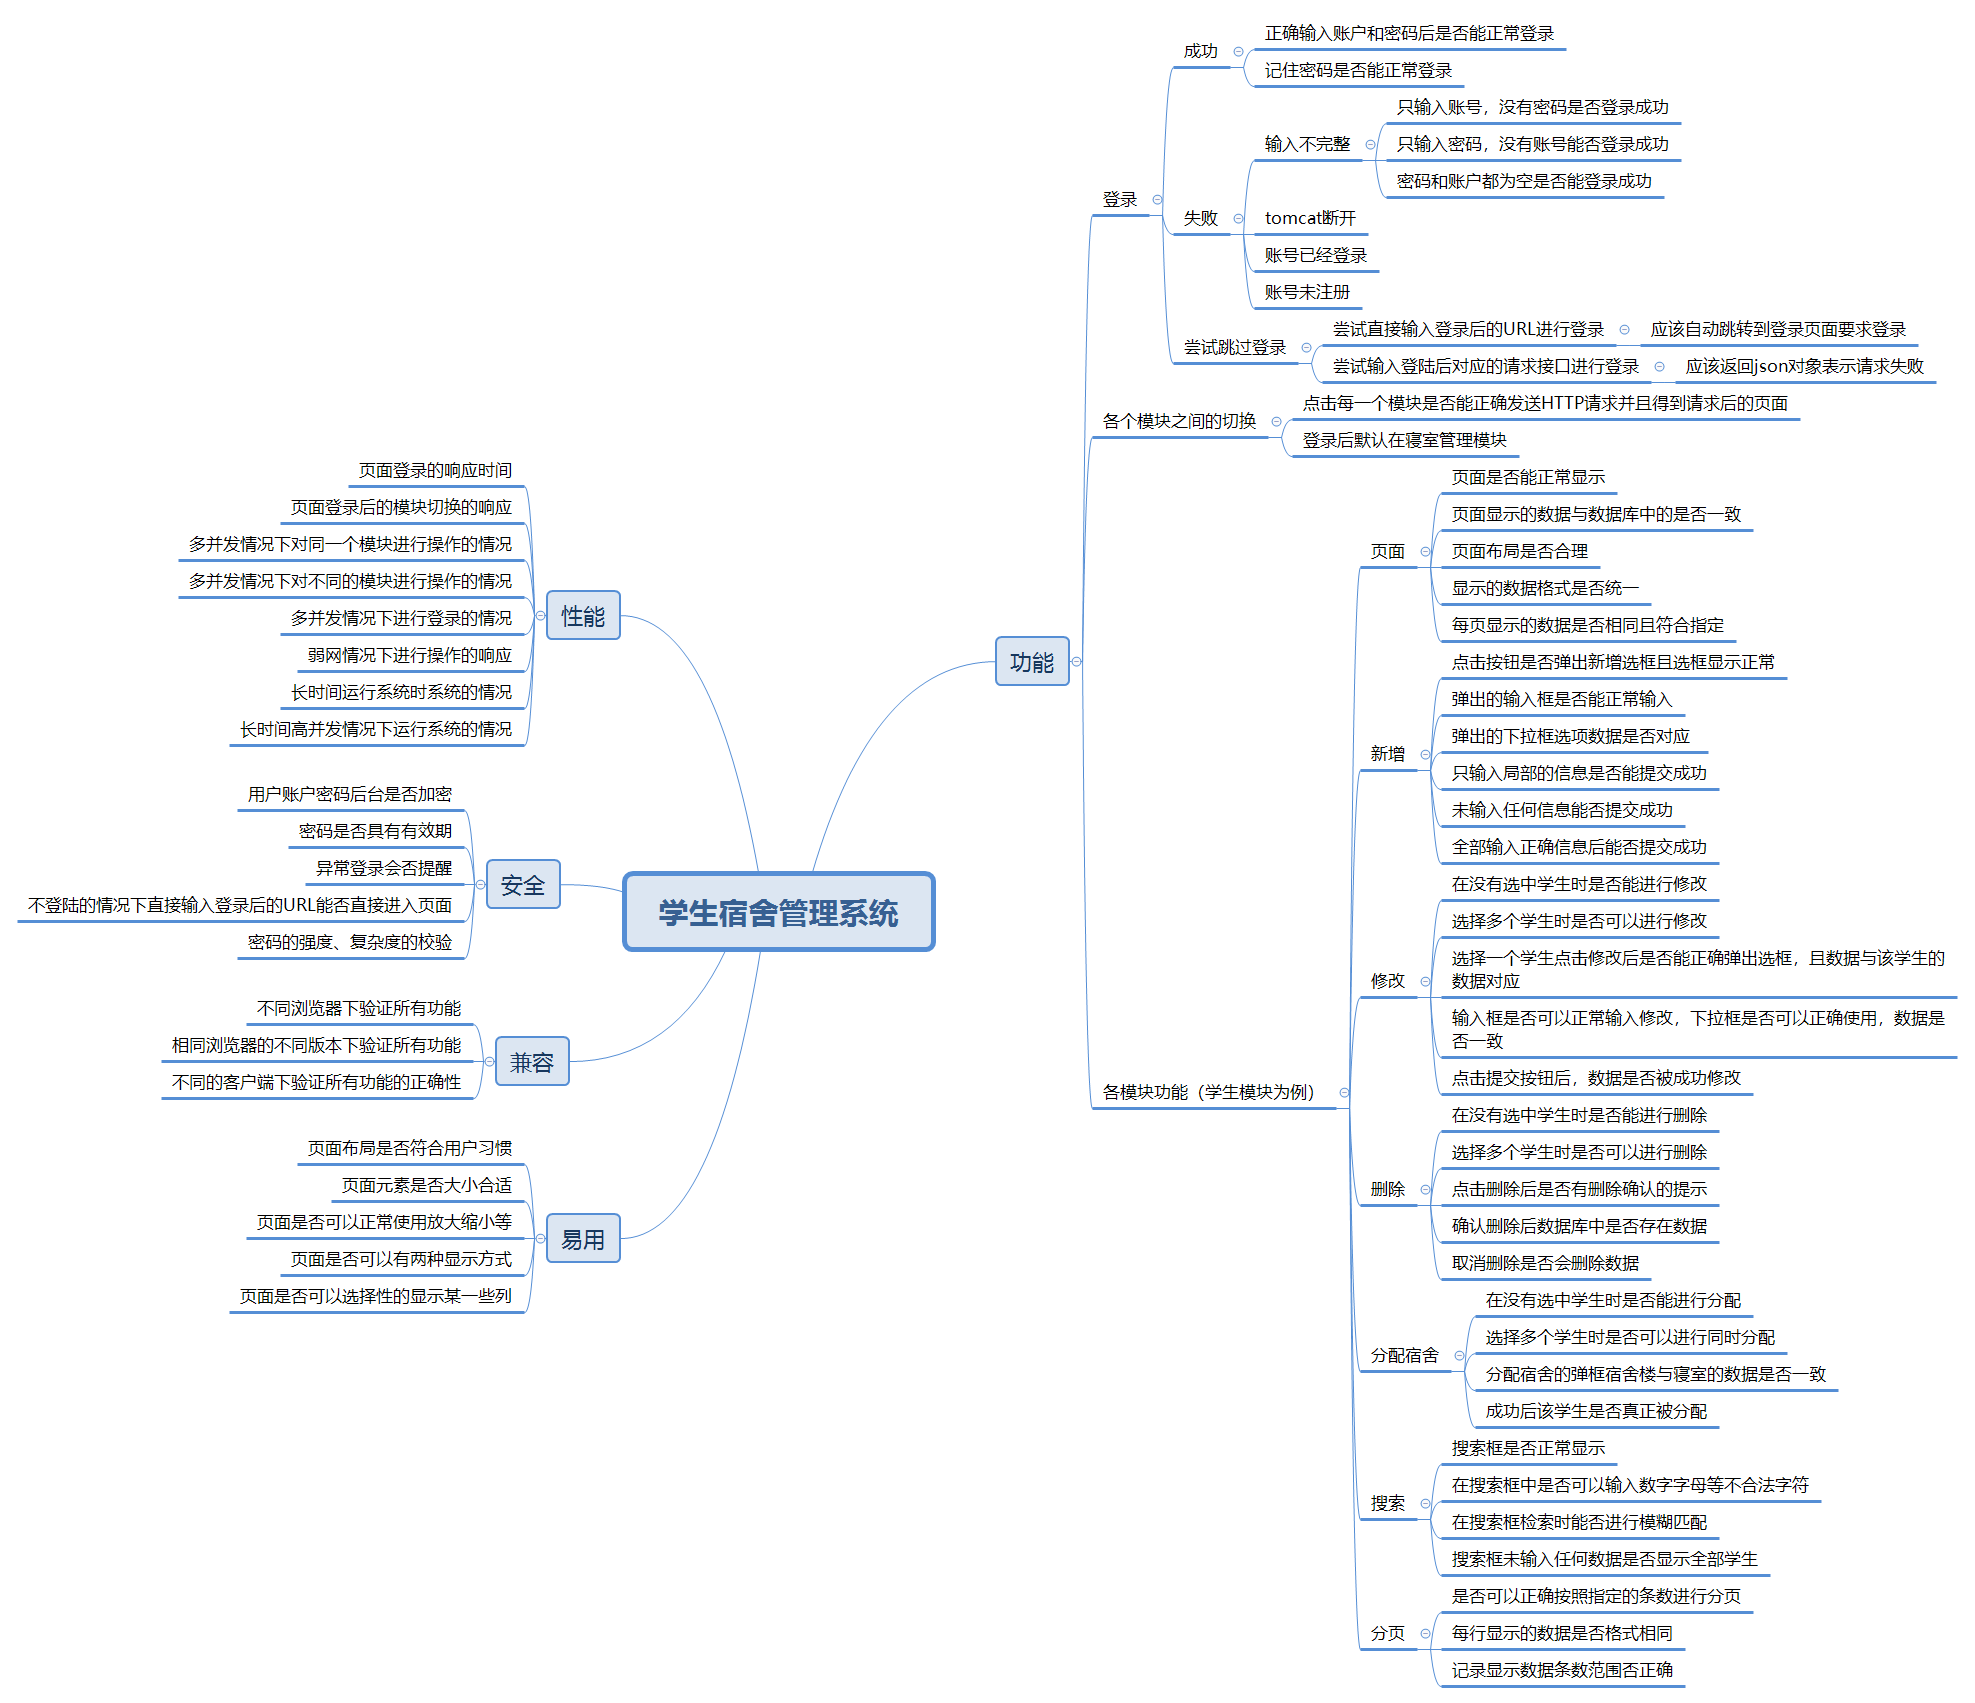 学生宿舍管理系统
功能
登录
成功
正确输入账户和密码后是否能正常登录
记住密码是否能正常登录
失败
输入不完整
只输入账号，没有密码是否登录成功
只输入密码，没有账号能否登录成功
密码和账户都为空是否能登录成功
tomcat断开
账号已经登录
账号未注册
尝试跳过登录
尝试直接输入登录后的URL进行登录
应该自动跳转到登录页面要求登录
尝试输入登陆后对应的请求接口进行登录
应该返回json对象表示请求失败
各个模块之间的切换
点击每一个模块是否能正确发送HTTP请求并且得到请求后的页面
登录后默认在寝室管理模块
各模块功能（学生模块为例）
页面
页面是否能正常显示
页面显示的数据与数据库中的是否一致
页面布局是否合理
显示的数据格式是否统一
每页显示的数据是否相同且符合指定
新增
点击按钮是否弹出新增选框且选框显示正常
弹出的输入框是否能正常输入
弹出的下拉框选项数据是否对应
只输入局部的信息是否能提交成功
未输入任何信息能否提交成功
全部输入正确信息后能否提交成功
修改
在没有选中学生时是否能进行修改
选择多个学生时是否可以进行修改
选择一个学生点击修改后是否能正确弹出选框，且数据与该学生的
数据对应
输入框是否可以正常输入修改，下拉框是否可以正确使用，数据是
否一致
点击提交按钮后，数据是否被成功修改
删除
在没有选中学生时是否能进行删除
选择多个学生时是否可以进行删除
点击删除后是否有删除确认的提示
确认删除后数据库中是否存在数据
取消删除是否会删除数据
分配宿舍
在没有选中学生时是否能进行分配
选择多个学生时是否可以进行同时分配
分配宿舍的弹框宿舍楼与寝室的数据是否一致
成功后该学生是否真正被分配
搜索
搜索框是否正常显示
在搜索框中是否可以输入数字字母等不合法字符
在搜索框检索时能否进行模糊匹配
搜索框未输入任何数据是否显示全部学生
分页
是否可以正确按照指定的条数进行分页
每行显示的数据是否格式相同
记录显示数据条数范围否正确
性能
页面登录的响应时间
页面登录后的模块切换的响应
多并发情况下对同一个模块进行操作的情况
多并发情况下对不同的模块进行操作的情况
多并发情况下进行登录的情况
弱网情况下进行操作的响应
长时间运行系统时系统的情况
长时间高并发情况下运行系统的情况
安全
用户账户密码后台是否加密
密码是否具有有效期
异常登录会否提醒
不登陆的情况下直接输入登录后的URL能否直接进入页面
密码的强度、复杂度的校验
兼容
不同浏览器下验证所有功能
相同浏览器的不同版本下验证所有功能
不同的客户端下验证所有功能的正确性
易用
页面布局是否符合用户习惯
页面元素是否大小合适
页面是否可以正常使用放大缩小等
页面是否可以有两种显示方式
页面是否可以选择性的显示某一些列